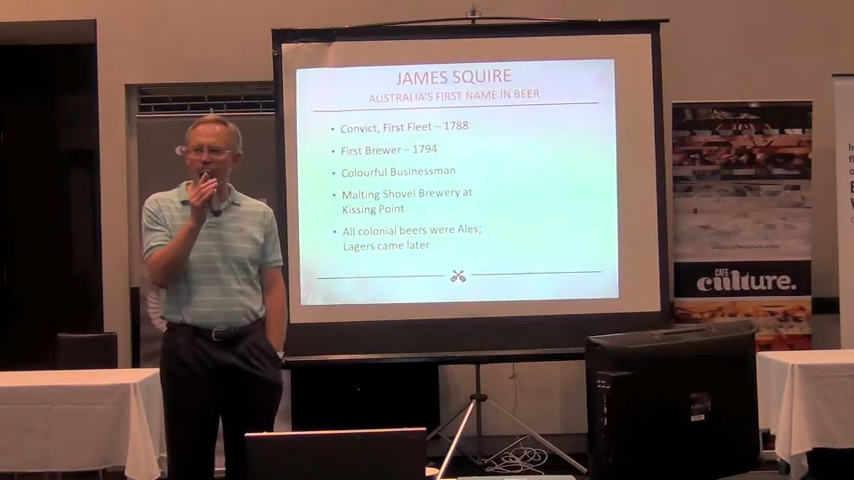 JAMES SQUIRE
AUSTRALIA'S FIRST NAME IN BEER
• Convict, First Fleet – 1788
• First Brewer – 1794
• Colourful Businessman
• Malting Shovel Brewery at
Kissing Point
• All colonial beers were Ales;
Lagers came later
CAFE
culture